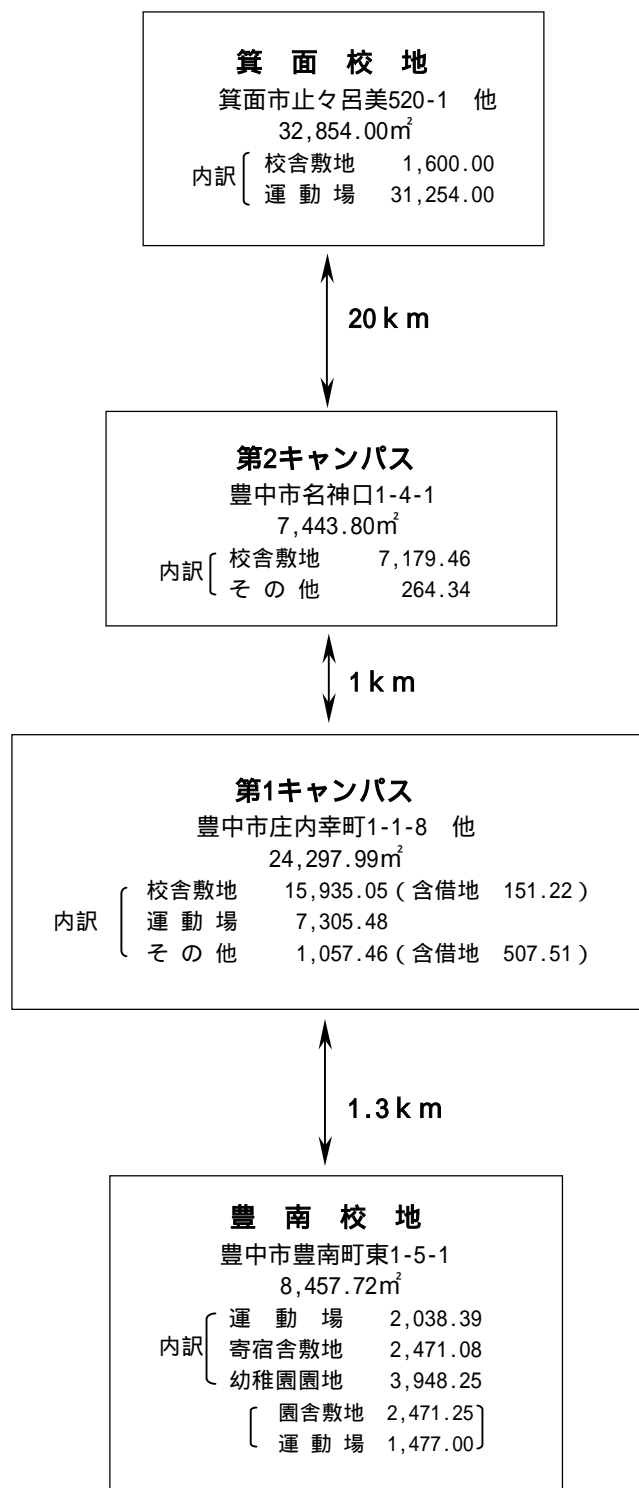 箕 面 校 地
箕面市止々呂美520-1 他
32,854.00㎡
内訳 校舎敷地 1,600.00
運 動 場 31,254.00
20ｋｍ
第2キャンパス
豊中市名神口1-4-1
7,443.80㎡
内訳 校舎敷地 7,179.46
そ の 他 264.34
1ｋｍ
第1キャンパス
豊中市庄内幸町1-1-8 他
24,297.99㎡
校舎敷地 15,935.05（含借地 151.22）
内訳 運 動 場 7,305.48
そ の 他 1,057.46（含借地 507.51）
1.3ｋｍ
豊 南 校 地
豊中市豊南町東1-5-1
8,457.72㎡
運 動 場 2,038.39
内訳 寄宿舎敷地 2,471.08
幼稚園園地 3,948.25
園舎敷地 2,471.25
運 動 場 1,477.00